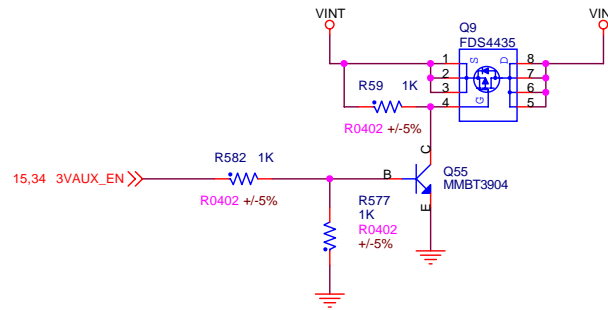 VINT
VIN
Q9
FDS4435
1
2
3
4
S
D
G
8
7
6
5
R59 1K
R0402 +/-5%
C
R582 1K
B
Q55
MMBT3904
15,34 3VAUX_EN
R0402 +/-5%
R577
1K
R0402
+/-5%
E